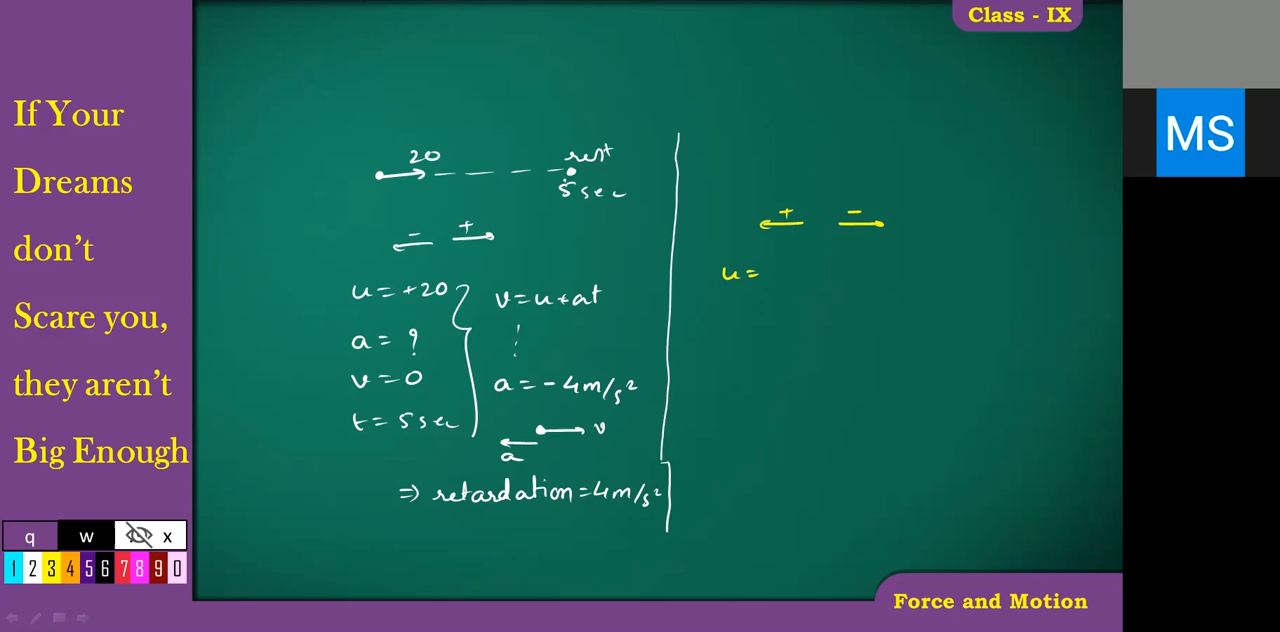 Class - IX
MS
If Your
Dreams
don't
Scare you,
they aren't
Big Enough
20
rest
5 sec
- +
u = +20
a = ?
v = 0
t = 5 sec
v = u + at
a = - 4m/s²
v
a
⇒ retardation = 4m/s²
+ -
u =
q w x
1 2 3 4 5 6 7 8 9 0
Force and Motion